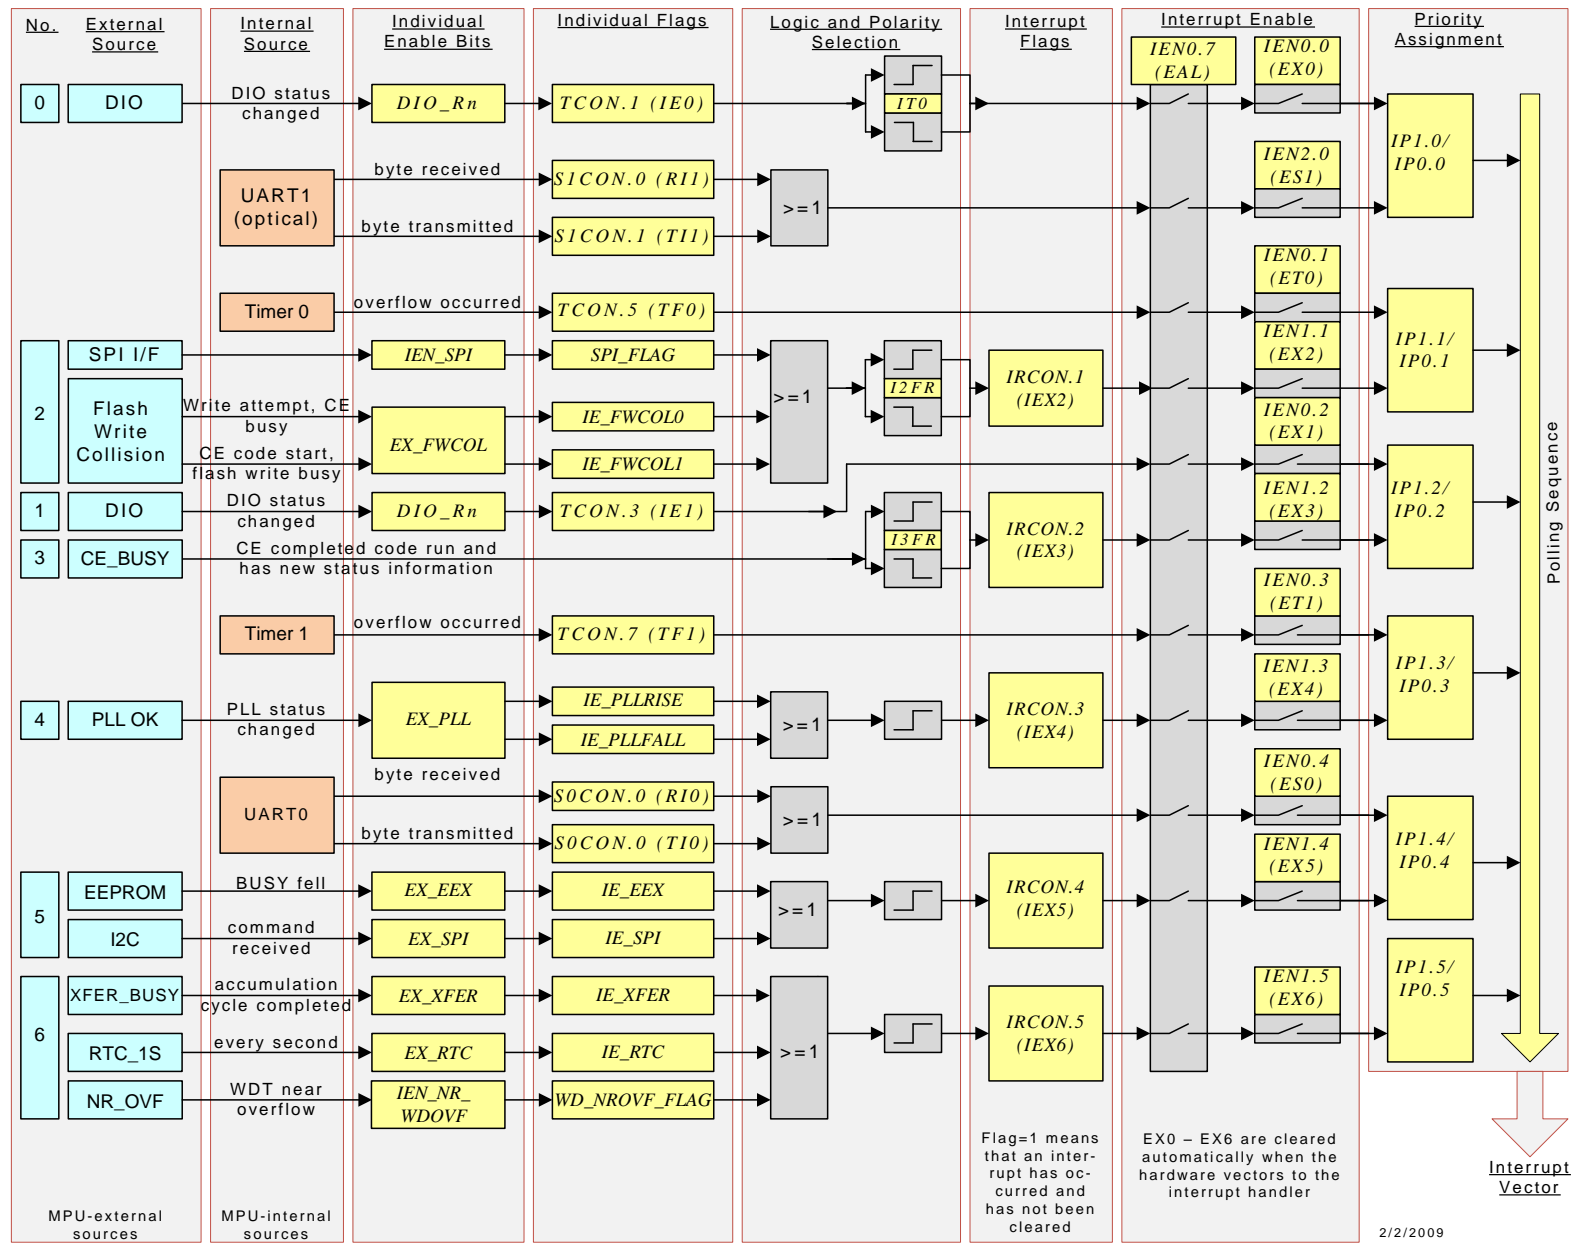 No.
External
Source
Internal
Source
Individual
Enable Bits
Individual Flags
Logic and Polarity
Selection
Interrupt
Flags
Interrupt Enable
Priority
Assignment
IEN0.7
(EAL)
IEN0.0
(EX0)
0
DIO
DIO status
changed
DIO_Rn
TCON.1 (IE0)
IT0
IP1.0/
IP0.0
UART1
(optical)
byte received
S1CON.0 (RI1)
byte transmitted
S1CON.1 (TI1)
>=1
IEN2.0
(ES1)
Timer 0
overflow occurred
TCON.5 (TF0)
IEN0.1
(ET0)
IP1.1/
IP0.1
2
SPI I/F
IEN_SPI
SPI_FLAG
Flash
Write
Collision
Write attempt, CE
busy
CE code start,
flash write busy
EX_FWCOL
IE_FWCOL0
IE_FWCOL1
>=1
I2FR
IRCON.1
(IEX2)
IEN1.1
(EX2)
IEN0.2
(EX1)
1
DIO
DIO status
changed
DIO_Rn
TCON.3 (IE1)
IP1.2/
IP0.2
3
CE_BUSY
CE completed code run and
has new status information
I3FR
IRCON.2
(IEX3)
IEN1.2
(EX3)
Polling Sequence
Timer 1
overflow occurred
TCON.7 (TF1)
IEN0.3
(ET1)
IP1.3/
IP0.3
4
PLL OK
PLL status
changed
EX_PLL
IE_PLLRISE
IE_PLLFALL
>=1
IRCON.3
(IEX4)
IEN1.3
(EX4)
UART0
byte received
S0CON.0 (RI0)
byte transmitted
S0CON.0 (TI0)
>=1
IEN0.4
(ES0)
IP1.4/
IP0.4
5
EEPROM
BUSY fell
EX_EEX
IE_EEX
I2C
command
received
EX_SPI
IE_SPI
>=1
IRCON.4
(IEX5)
IEN1.4
(EX5)
6
XFER_BUSY
accumulation
cycle completed
EX_XFER
IE_XFER
RTC_1S
every second
EX_RTC
IE_RTC
NR_OVF
WDT near
overflow
IEN_NR_
WDOVF
WD_NROVF_FLAG
>=1
IRCON.5
(IEX6)
IEN1.5
(EX6)
IP1.5/
IP0.5
Flag=1 means
that an inter-
rupt has oc-
curred and
has not been
cleared
EX0 – EX6 are cleared
automatically when the
hardware vectors to the
interrupt handler
Interrupt
Vector
MPU-external
sources
MPU-internal
sources
2/2/2009